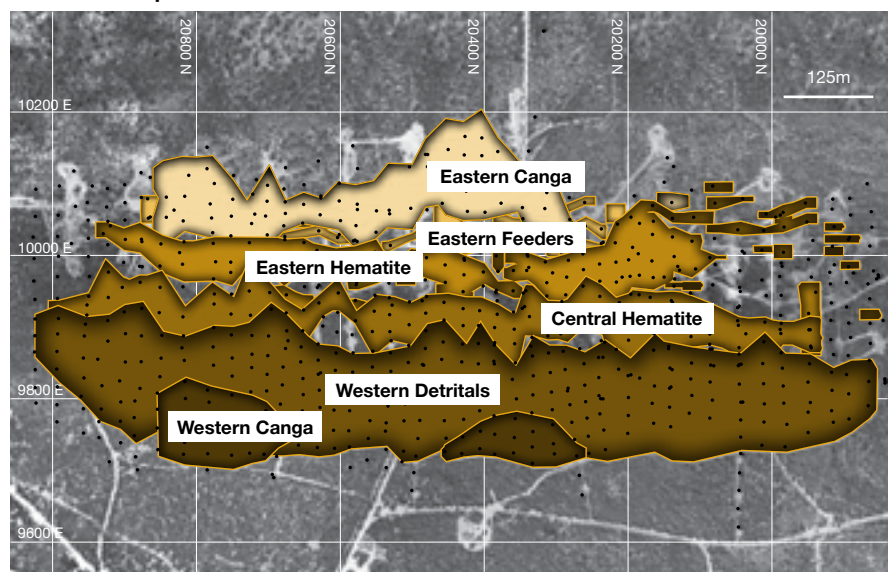 20800 N
20600 N
20400 N
20200 N
20000 N
125m
10200 E
Eastern Canga
Eastern Feeders
10000 E
Eastern Hematite
Central Hematite
Western Detritals
9800 E
Western Canga
9600 E